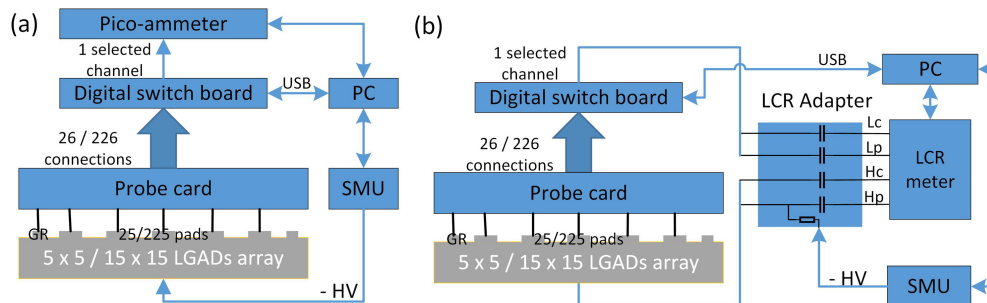 (a)
Pico-ammeter
1 selected
channel
Digital switch board
USB
PC
26 / 226
connections
Probe card
SMU
GR
25/225 pads
5 x 5 / 15 x 15 LGADs array
- HV
(b)
1 selected
channel
USB
PC
Digital switch board
LCR Adapter
26 / 226
connections
Lc
Lp
Hc
Hp
LCR
meter
Probe card
GR
25/225 pads
5 x 5 / 15 x 15 LGADs array
- HV
SMU